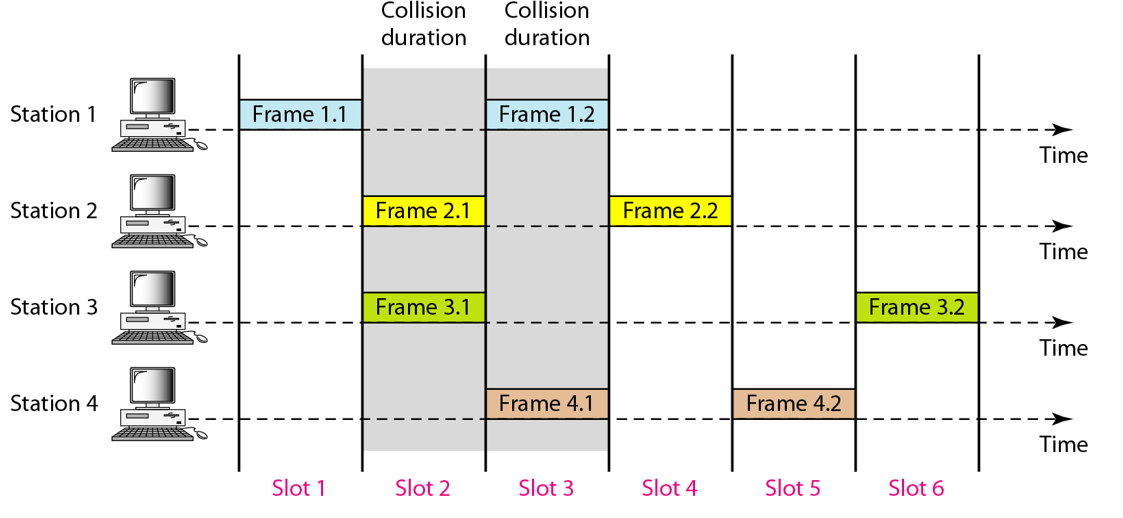 Collision
duration
Collision
duration
Station 1
Frame 1.1
Frame 1.2
Time
Station 2
Frame 2.1
Frame 2.2
Time
Station 3
Frame 3.1
Frame 3.2
Time
Station 4
Frame 4.1
Frame 4.2
Time
Slot 1
Slot 2
Slot 3
Slot 4
Slot 5
Slot 6